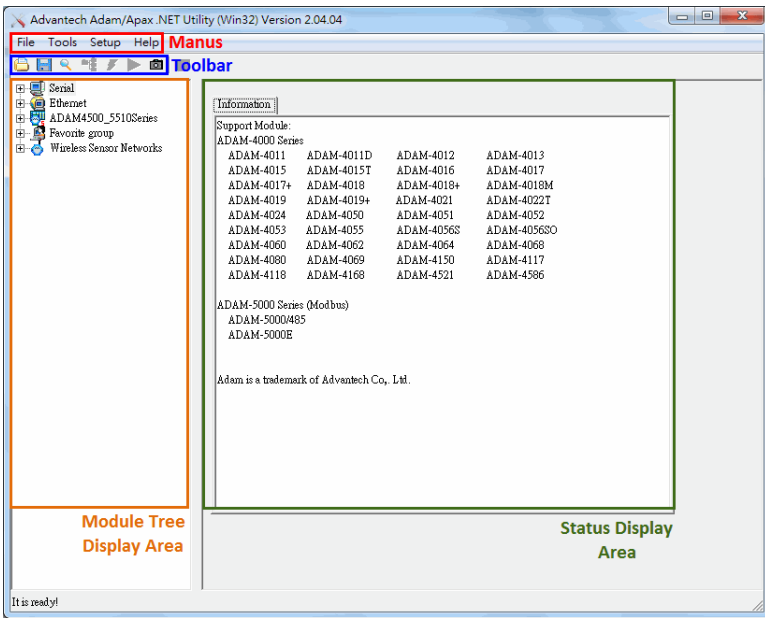 Advantech Adam/Apax .NET Utility (Win32) Version 2.04.04
File Tools Setup Help Manus
Toolbar
Serial
Ethernet
ADAM4500_5510Series
Favorite group
Wireless Sensor Networks
Information
Support Module:
ADAM-4000 Series
ADAM-4011 ADAM-4011D ADAM-4012 ADAM-4013
ADAM-4015 ADAM-4015T ADAM-4016 ADAM-4017
ADAM-4017+ ADAM-4018 ADAM-4018+ ADAM-4018M
ADAM-4019 ADAM-4019+ ADAM-4021 ADAM-4022T
ADAM-4024 ADAM-4050 ADAM-4051 ADAM-4052
ADAM-4053 ADAM-4055 ADAM-4056S ADAM-4056SO
ADAM-4060 ADAM-4062 ADAM-4064 ADAM-4068
ADAM-4080 ADAM-4069 ADAM-4150 ADAM-4117
ADAM-4118 ADAM-4168 ADAM-4521 ADAM-4586
ADAM-5000 Series (Modbus)
ADAM-5000/485
ADAM-5000E
Adam is a trademark of Advantech Co,. Ltd.
Module Tree
Display Area
Status Display
Area
It is ready!